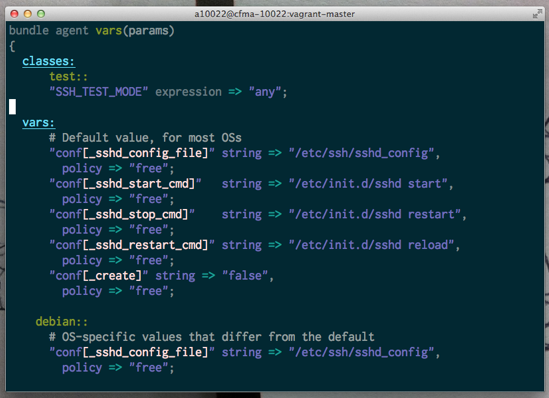 a10022@cfma-10022:vagrant-master
bundle agent vars(params)
{
classes:
test::
"SSH_TEST_MODE" expression => "any";
vars:
# Default value, for most OSs
"conf[_sshd_config_file]" string => "/etc/ssh/sshd_config",
policy => "free";
"conf[_sshd_start_cmd]" string => "/etc/init.d/sshd start",
policy => "free";
"conf[_sshd_stop_cmd]" string => "/etc/init.d/sshd restart",
policy => "free";
"conf[_sshd_restart_cmd]" string => "/etc/init.d/sshd reload",
policy => "free";
"conf[_create]" string => "false",
policy => "free";
debian::
# OS-specific values that differ from the default
"conf[_sshd_config_file]" string => "/etc/ssh/sshd_config",
policy => "free";